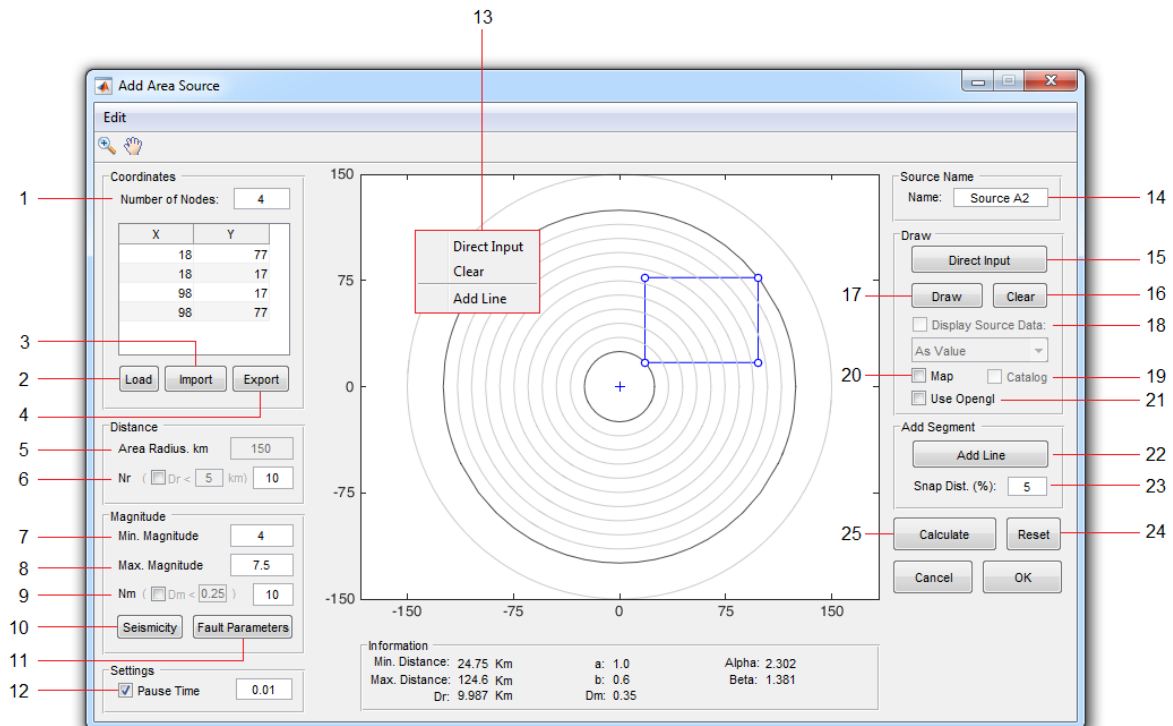 13
Add Area Source
Edit
Coordinates
1 Number of Nodes: 4
X Y
18 77
18 17
98 17
98 77
3
2 Load Import Export
4
Distance
5 Area Radius. km 150
6 Nr ( Dr < 5 km) 10
Magnitude
7 Min. Magnitude 4
8 Max. Magnitude 7.5
9 Nm ( Dm < 0.25 ) 10
10 Seismicity Fault Parameters
11
Settings
12 Pause Time 0.01
150
75
0
-75
-150
-150 -75 0 75 150
Direct Input
Clear
Add Line
Information
Min. Distance: 24.75 Km a: 1.0 Alpha: 2.302
Max. Distance: 124.6 Km b: 0.6 Beta: 1.381
Dr: 9.987 Km Dm: 0.35
Source Name
Name: Source A2 14
Draw
Direct Input 15
17 Draw Clear 16
Display Source Data: 18
As Value
20 Map Catalog 19
Use Opengl 21
Add Segment
Add Line 22
Snap Dist. (%): 5 23
25 Calculate Reset 24
Cancel OK